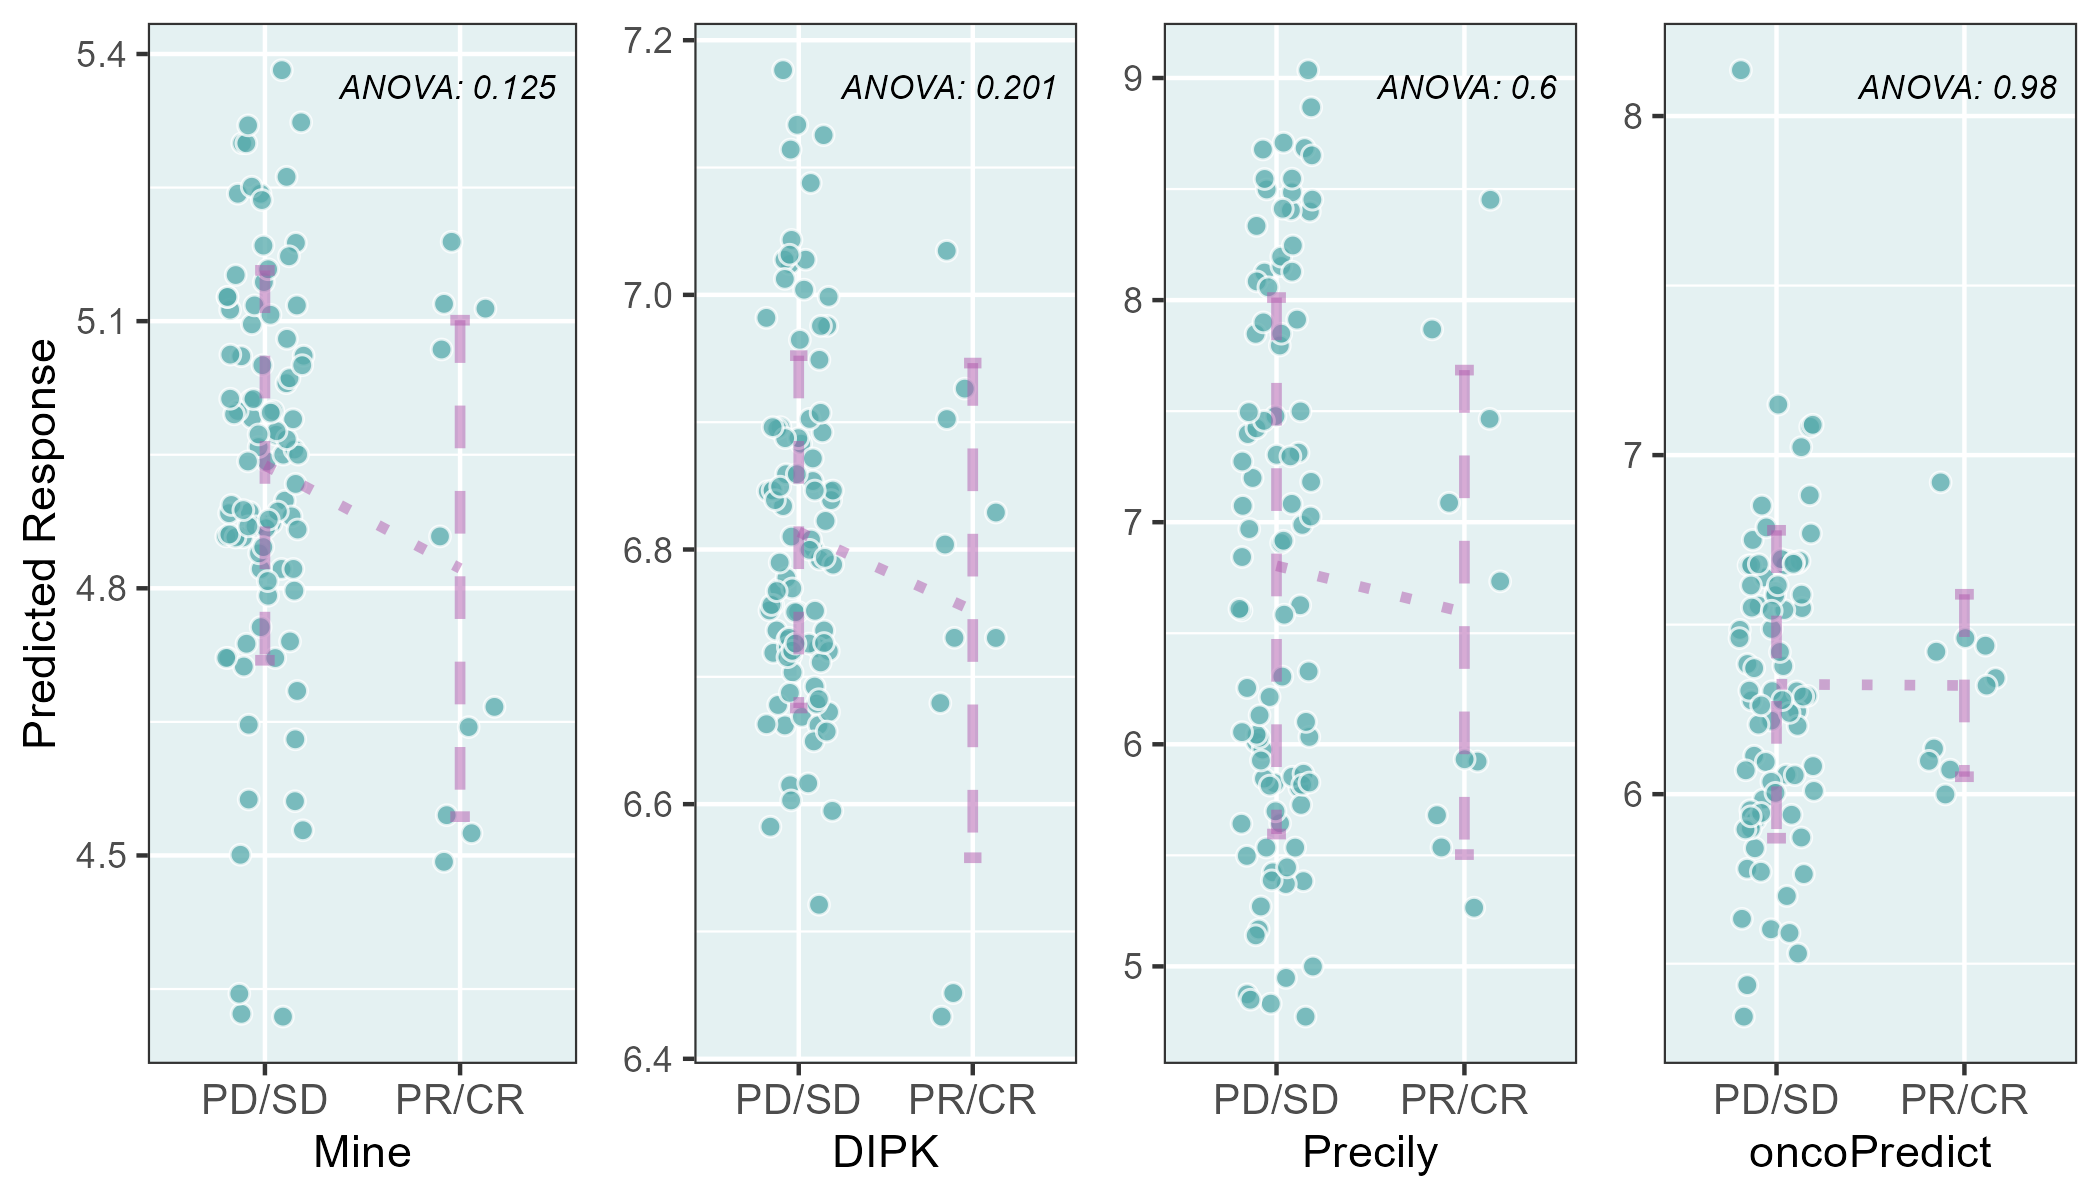 Predicted Response
5.4
5.1
4.8
4.5
ANOVA: 0.125
PD/SD PR/CR
Mine
7.2
7.0
6.8
6.6
6.4
ANOVA: 0.201
PD/SD PR/CR
DIPK
9
8
7
6
5
ANOVA: 0.6
PD/SD PR/CR
Precily
8
7
6
ANOVA: 0.98
PD/SD PR/CR
oncoPredict